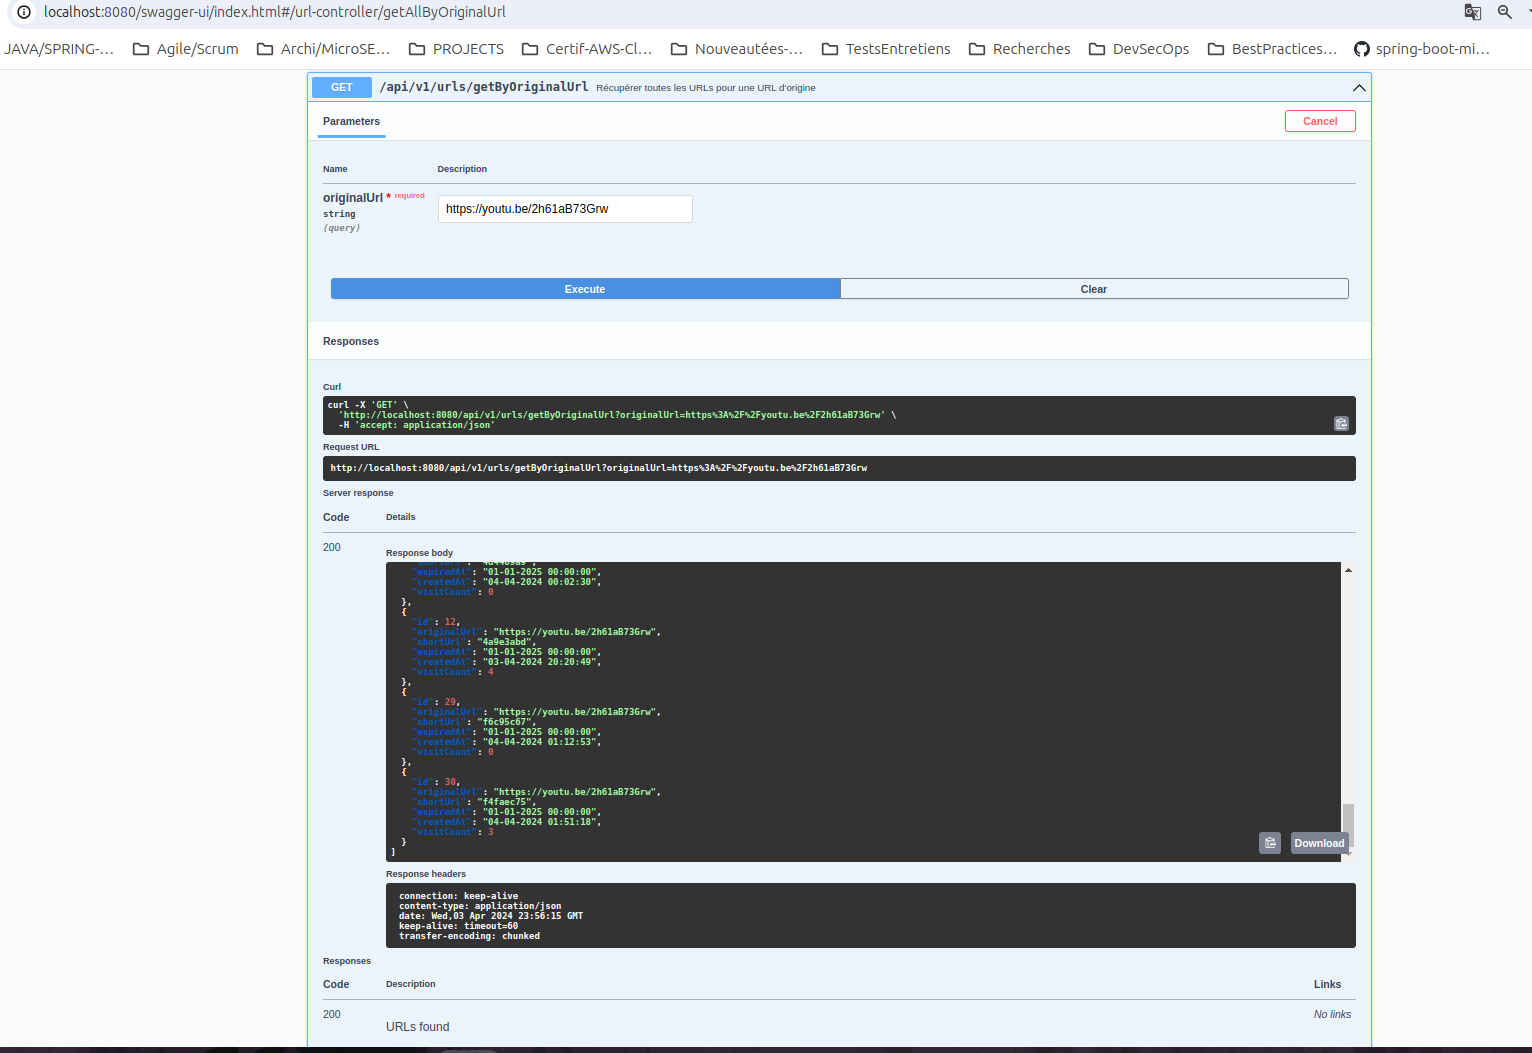 localhost:8080/swagger-ui/index.html#/url-controller/getAllByOriginalUrl
JAVA/SPRING-... Agile/Scrum Archi/MicroSE... PROJECTS Certif-AWS-Cl... Nouveautées-... TestsEntretiens Recherches DevSecOps BestPractices... spring-boot-mi...
GET /api/v1/urls/getByOriginalUrl Récupérer toutes les URLs pour une URL d'origine
Parameters Cancel
Name Description
originalUrl * required
string
(query)
https://youtu.be/2h61aB73Grw
Execute Clear
Responses
Curl
curl -X 'GET' \
'http://localhost:8080/api/v1/urls/getByOriginalUrl?originalUrl=https%3A%2F%2Fyoutu.be%2F2h61aB73Grw' \
-H 'accept: application/json'
Request URL
http://localhost:8080/api/v1/urls/getByOriginalUrl?originalUrl=https%3A%2F%2Fyoutu.be%2F2h61aB73Grw
Server response
Code Details
200
Response body
"expiredAt": "01-01-2025 00:00:00",
"createdAt": "04-04-2024 00:02:30",
"visitCount": 0
},
{
"id": 12,
"originalUrl": "https://youtu.be/2h61aB73Grw",
"shortUrl": "4a9e3abd",
"expiredAt": "01-01-2025 00:00:00",
"createdAt": "03-04-2024 20:20:49",
"visitCount": 4
},
{
"id": 29,
"originalUrl": "https://youtu.be/2h61aB73Grw",
"shortUrl": "f6c95c67",
"expiredAt": "01-01-2025 00:00:00",
"createdAt": "04-04-2024 01:12:53",
"visitCount": 0
},
{
"id": 30,
"originalUrl": "https://youtu.be/2h61aB73Grw",
"shortUrl": "f4faec75",
"expiredAt": "01-01-2025 00:00:00",
"createdAt": "04-04-2024 01:51:18",
"visitCount": 3
}
]
Download
Response headers
connection: keep-alive
content-type: application/json
date: Wed,03 Apr 2024 23:56:15 GMT
keep-alive: timeout=60
transfer-encoding: chunked
Responses
Code Description Links
200 No links
URLs found